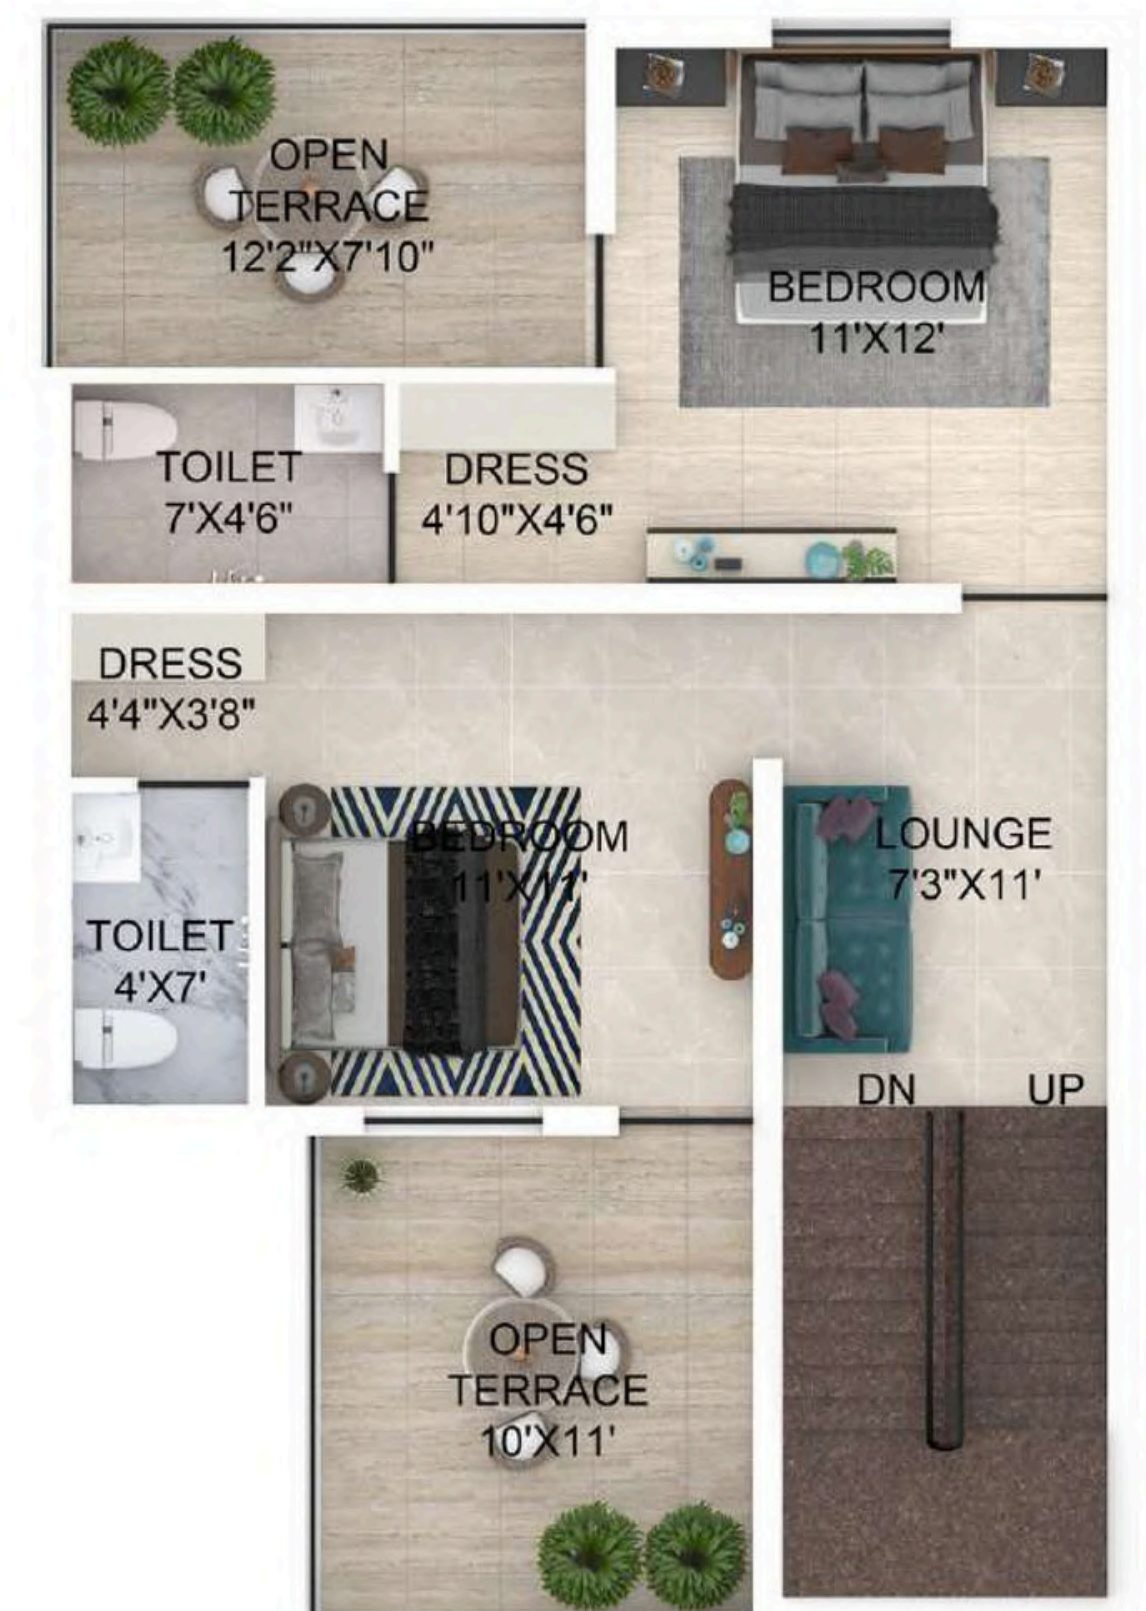 OPEN
TERRACE
12'2"X7'10"
BEDROOM
11'X12'
TOILET
7'X4'6"
DRESS
4'10"X4'6"
DRESS
4'4"X3'8"
BEDROOM
11'X11'
LOUNGE
7'3"X11'
TOILET
4'X7'
DN
UP
OPEN
TERRACE
10'X11'